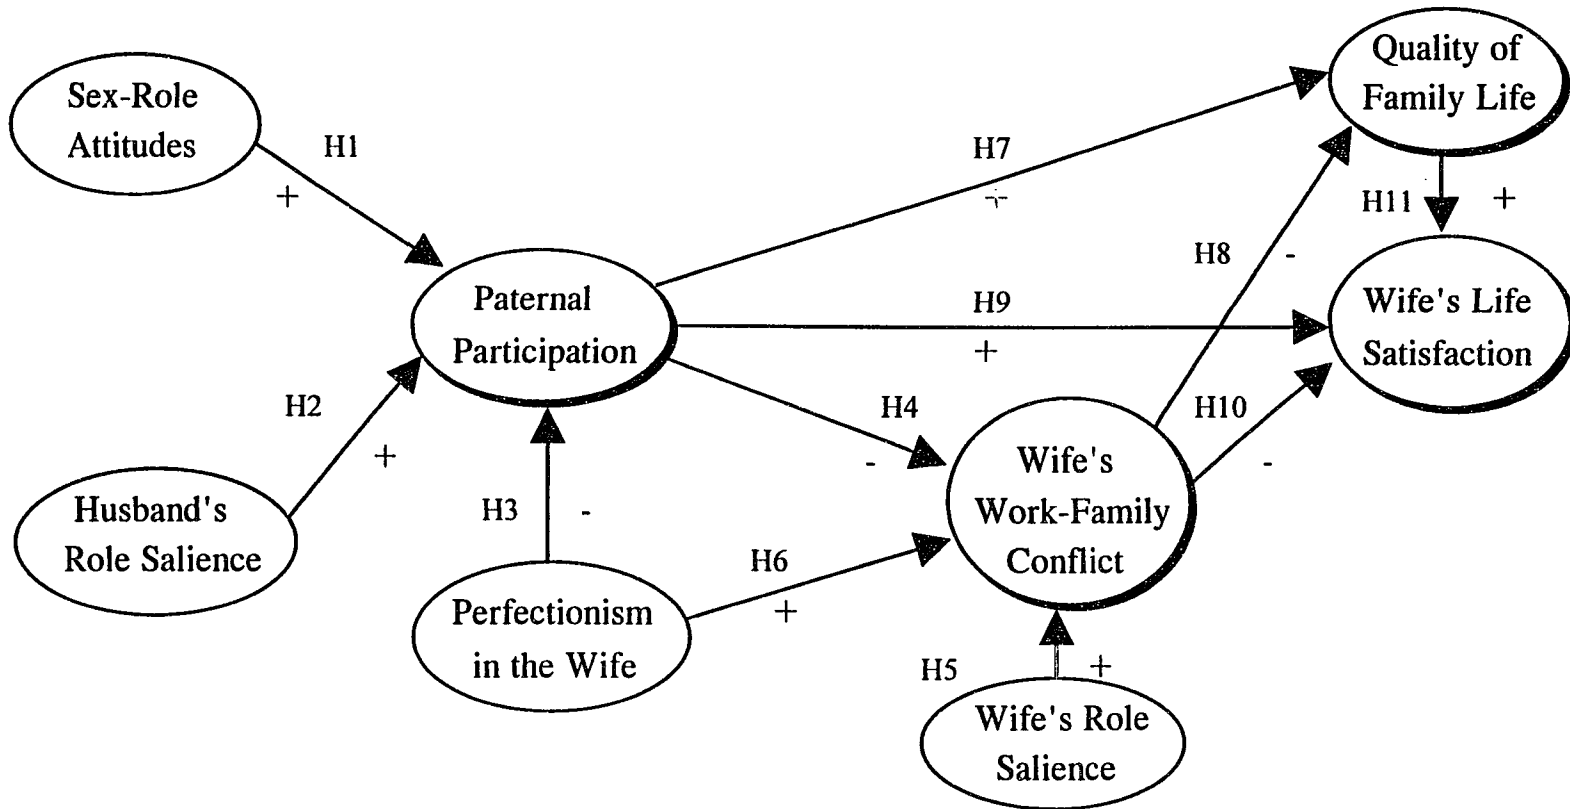 Quality of
Family Life
Sex-Role
Attitudes
H1
+
H7
+
H11
+
H8
-
Paternal
Participation
H9
+
Wife's Life
Satisfaction
H2
+
H4
-
H10
-
Husband's
Role Salience
H3
-
Wife's
Work-Family
Conflict
H6
+
Perfectionism
in the Wife
H5
+
Wife's Role
Salience